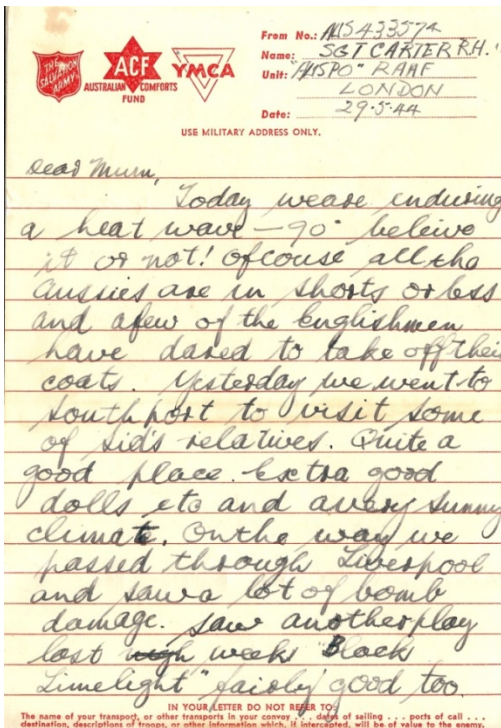 THE SALVATION ARMY
ACF
AUSTRALIAN COMFORTS FUND
YMCA
From No.: AUS433574
Name: SGT CARTER R.H.
Unit: "AUSPO" RAAF
LONDON
Date: 29.5.44
USE MILITARY ADDRESS ONLY.
Dear Mum,
Today weare enduring
a heat wave — 90° beleive
it or not! Ofcouse all the
Aussies are in shorts or less
and afew of the Englishmen
have dared to take off their
coats. Yesterday we went to
Southport to visit some
of Sid's relatives. Quite a
good place. Extra good
dolls etc and avery sunny
climate. Onthe way we
passed through Liverpool
and sawa lot of bomb
damage. Saw anotherplay
last weeks Black
Limelight" fairly good too.
IN YOUR LETTER DO NOT REFER TO:
The name of your transport, or other transports in your convoy . . . dates of sailing . . . ports of call . . .
destination, descriptions of troops, or other information which, if intercepted, will be of value to the enemy.